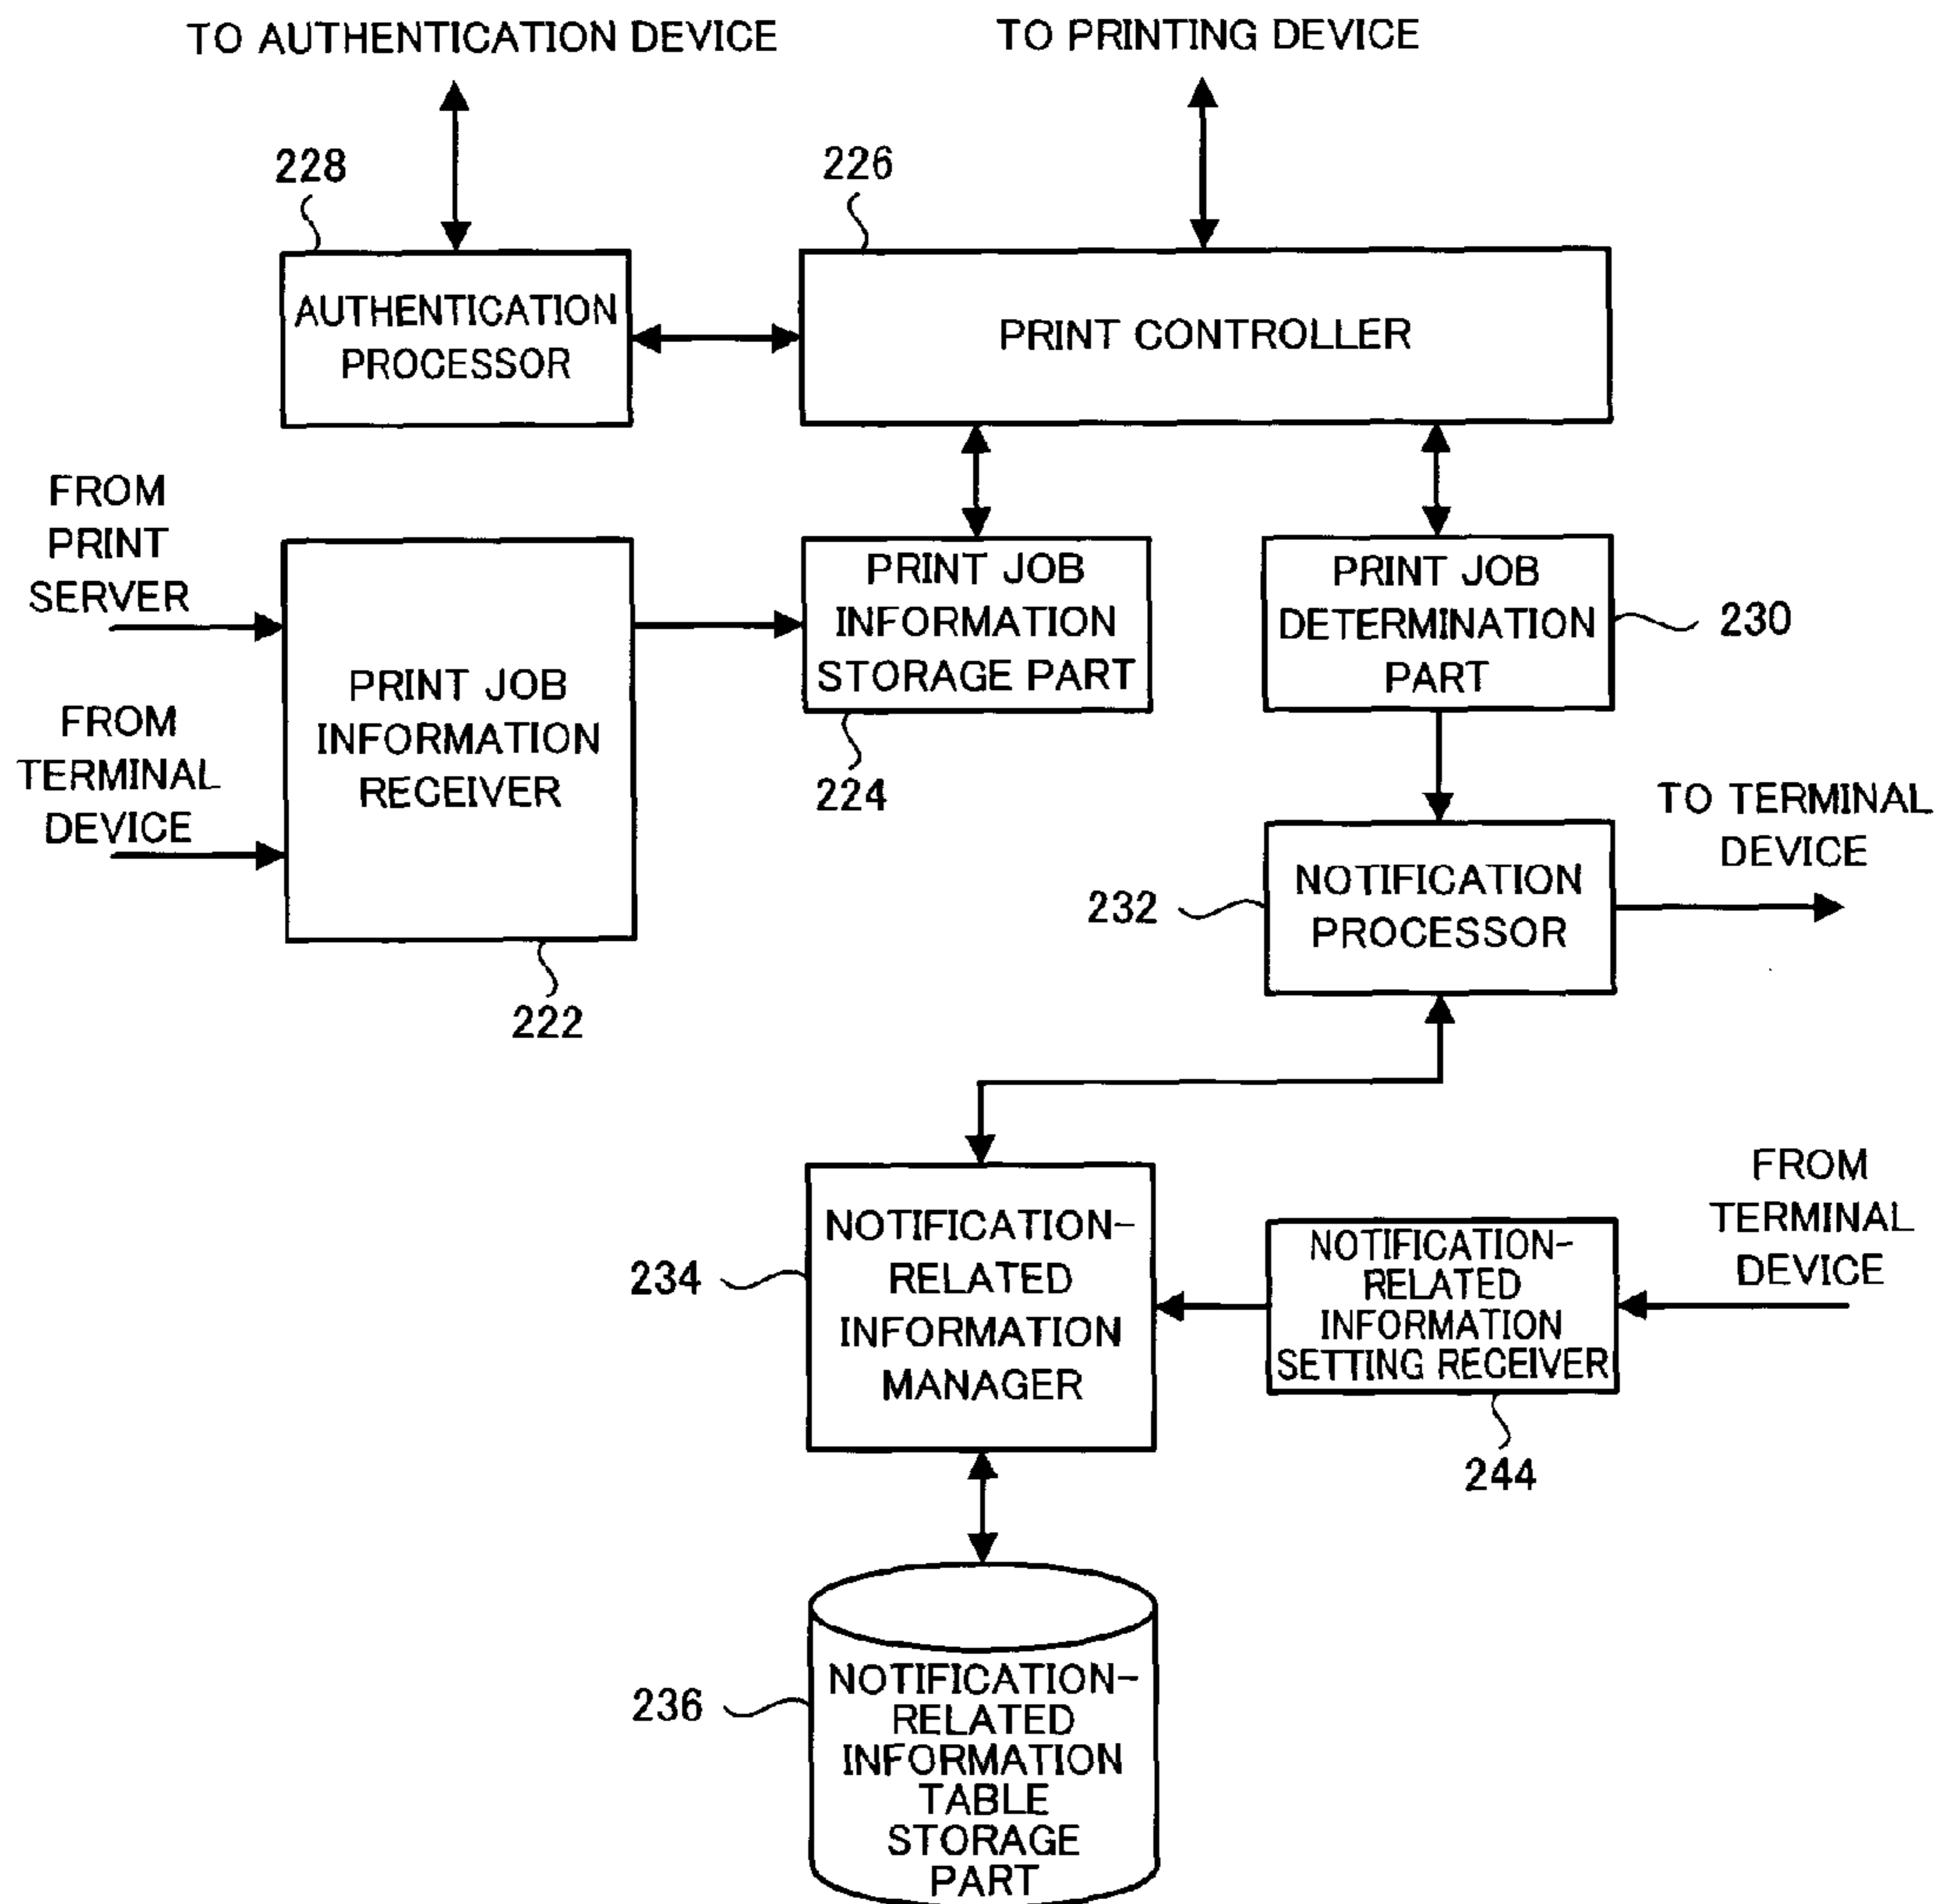 TO AUTHENTICATION DEVICE
TO PRINTING DEVICE
228
226
AUTHENTICATION
PROCESSOR
PRINT CONTROLLER
FROM
PRINT
SERVER
FROM
TERMINAL
DEVICE
PRINT JOB
INFORMATION
RECEIVER
222
PRINT JOB
INFORMATION
STORAGE PART
224
PRINT JOB
DETERMINATION
PART
230
TO TERMINAL
DEVICE
232
NOTIFICATION
PROCESSOR
234
NOTIFICATION-
RELATED
INFORMATION
MANAGER
NOTIFICATION-
RELATED
INFORMATION
SETTING RECEIVER
244
FROM
TERMINAL
DEVICE
236
NOTIFICATION-
RELATED
INFORMATION
TABLE
STORAGE
PART